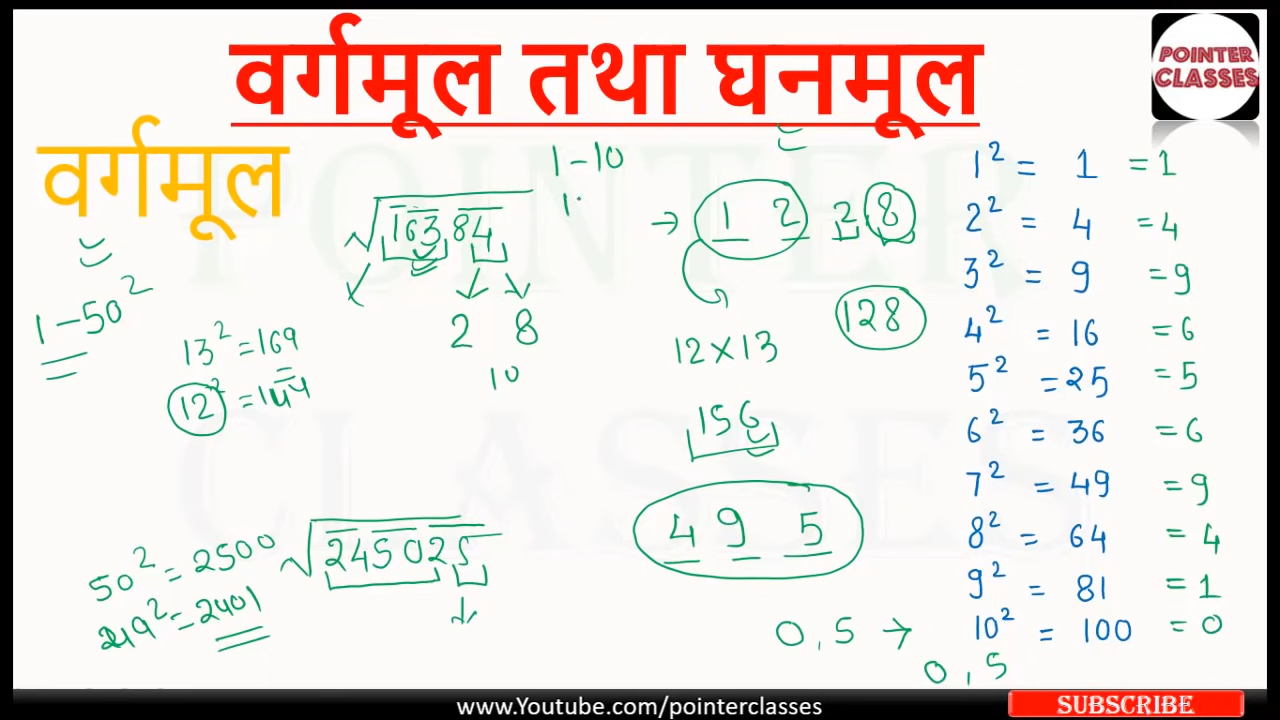 वर्गमूल तथा घनमूल
POINTER
CLASSES
वर्गमूल
1-50²
13² = 169
12² = 144
√16384
2 8
10
1-10
1.
→ 1 2 2 8
128
12×13
156
50² = 2500
49² = 2401
√245025
4 9 5
0,5 →
0,5
1² = 1 = 1
2² = 4 = 4
3² = 9 = 9
4² = 16 = 6
5² = 25 = 5
6² = 36 = 6
7² = 49 = 9
8² = 64 = 4
9² = 81 = 1
10² = 100 = 0
POINTER
CLASSES
www.Youtube.com/pointerclasses
SUBSCRIBE